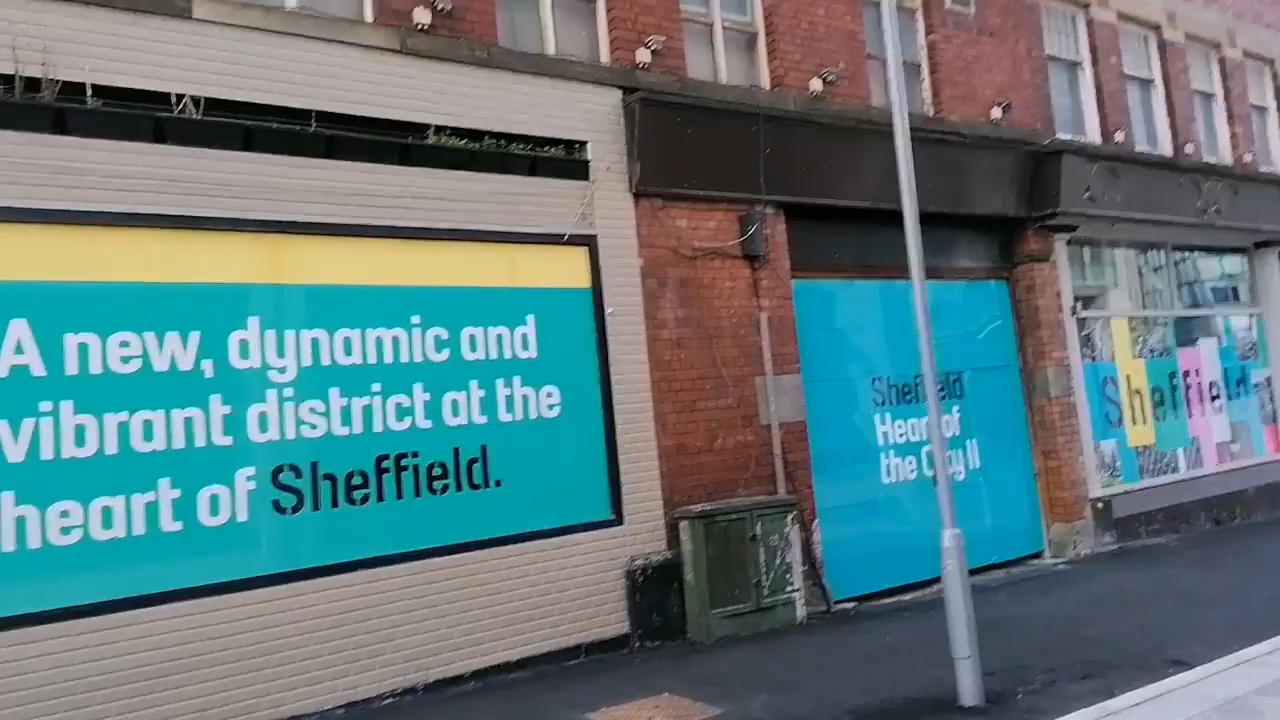 A new, dynamic and
vibrant district at the
heart of Sheffield.
Sheffield
Heart of
the City II
Sheffield